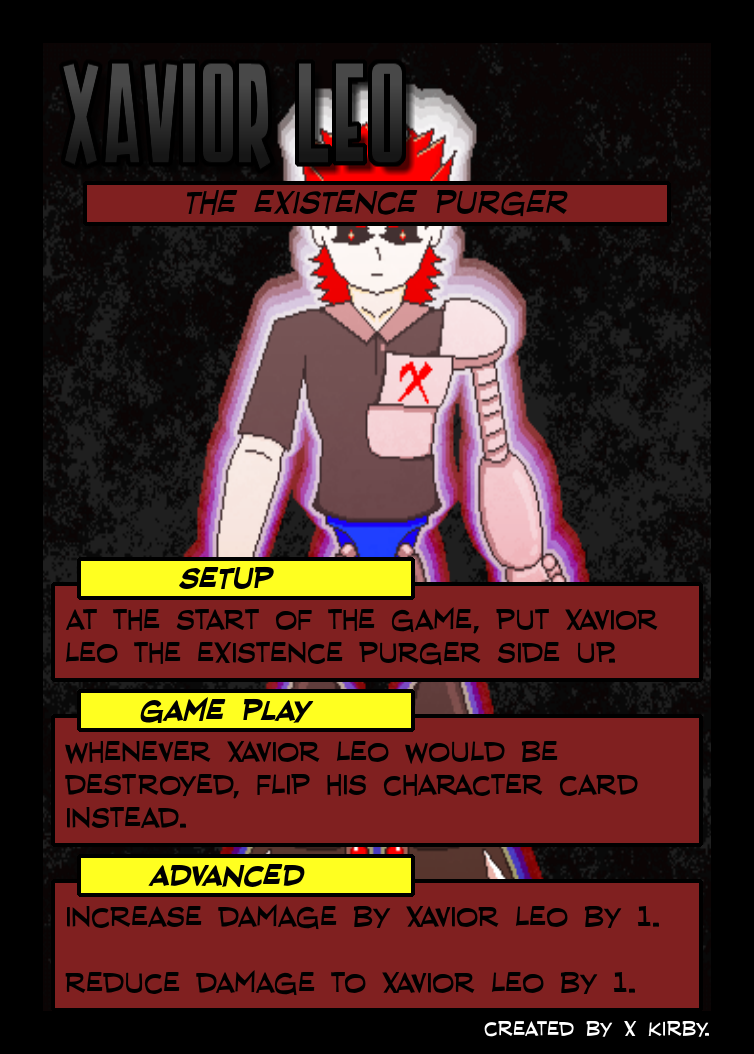 XAVIOR LEO
THE EXISTENCE PURGER
X
SETUP
AT THE START OF THE GAME, PUT XAVIOR
LEO THE EXISTENCE PURGER SIDE UP.
GAME PLAY
WHENEVER XAVIOR LEO WOULD BE
DESTROYED, FLIP HIS CHARACTER CARD
INSTEAD.
ADVANCED
INCREASE DAMAGE BY XAVIOR LEO BY 1.
REDUCE DAMAGE TO XAVIOR LEO BY 1.
CREATED BY X KIRBY.